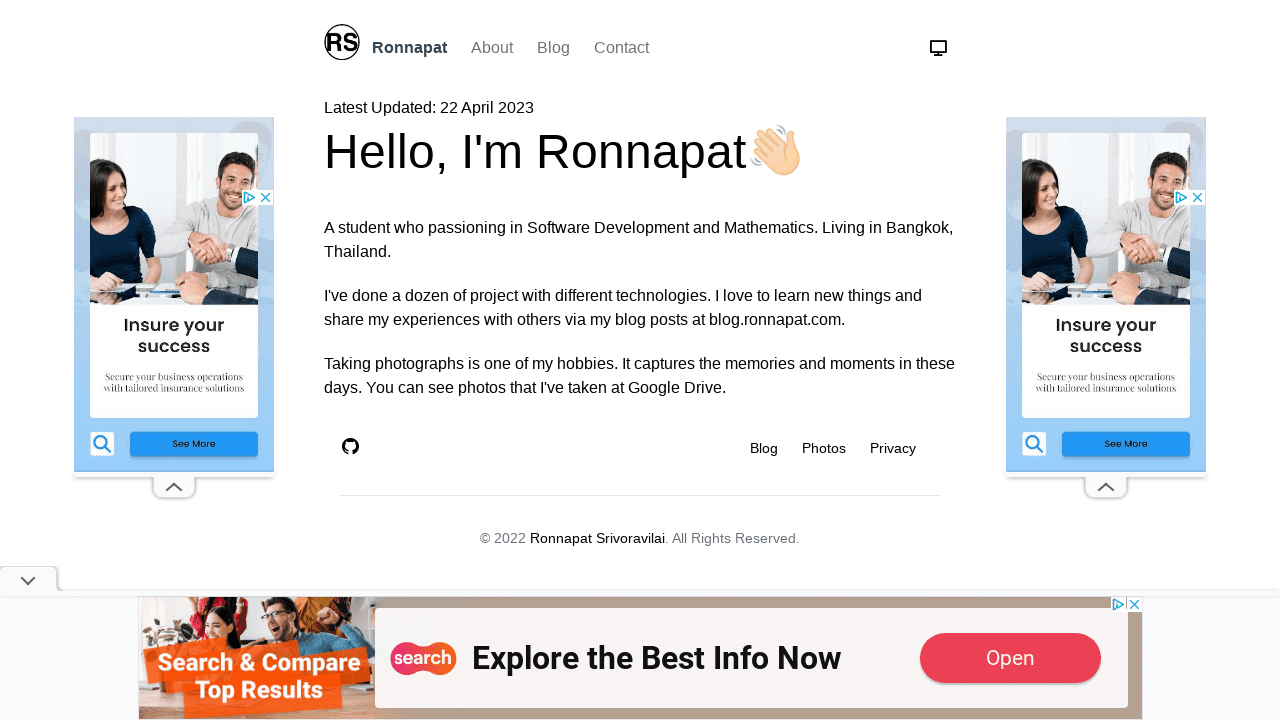 RS
Ronnapat About Blog Contact
Latest Updated: 22 April 2023
Hello, I'm Ronnapat
A student who passioning in Software Development and Mathematics. Living in Bangkok,
Thailand.
I've done a dozen of project with different technologies. I love to learn new things and
share my experiences with others via my blog posts at blog.ronnapat.com.
Taking photographs is one of my hobbies. It captures the memories and moments in these
days. You can see photos that I've taken at Google Drive.
Blog Photos Privacy
© 2022 Ronnapat Srivoravilai. All Rights Reserved.
Insure your
success
Secure your business operations
with tailored insurance solutions
See More
Insure your
success
Secure your business operations
with tailored insurance solutions
See More
Search & Compare
Top Results
search
Explore the Best Info Now
Open